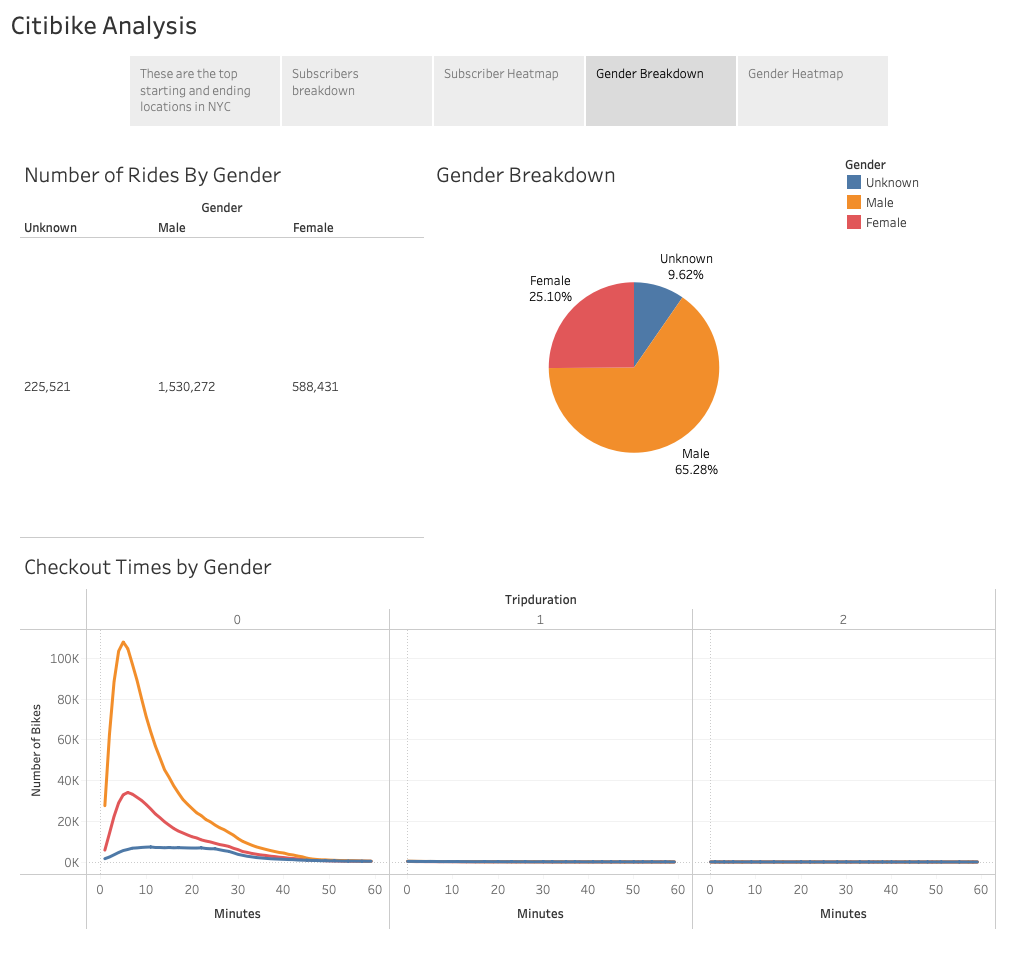 Citibike Analysis
These are the top
starting and ending
locations in NYC
Subscribers
breakdown
Subscriber Heatmap
Gender Breakdown
Gender Heatmap
Number of Rides By Gender
Gender
Unknown Male Female
225,521 1,530,272 588,431
Gender Breakdown
Gender
Unknown
Male
Female
Unknown
9.62%
Female
25.10%
Male
65.28%
Checkout Times by Gender
Tripduration
0 1 2
Number of Bikes
100K
80K
60K
40K
20K
0K
0 10 20 30 40 50 60 0 10 20 30 40 50 60 0 10 20 30 40 50 60
Minutes Minutes Minutes